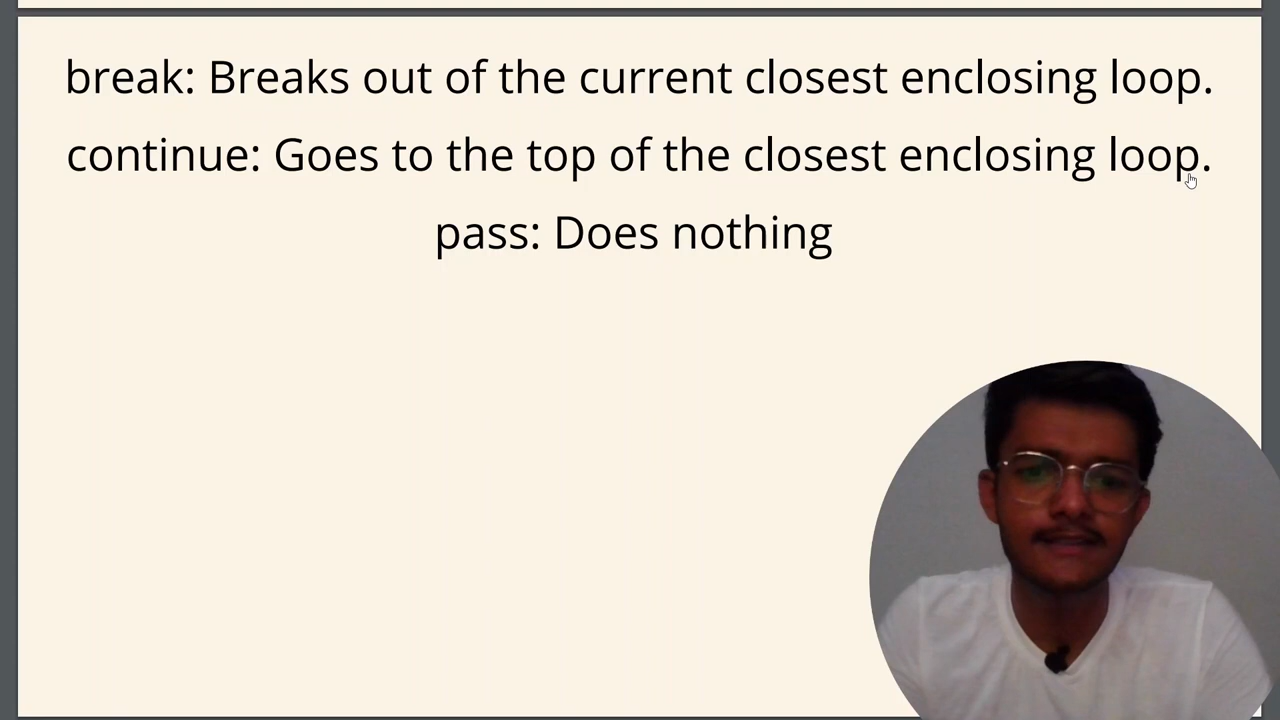 break: Breaks out of the current closest enclosing loop.
continue: Goes to the top of the closest enclosing loop.
pass: Does nothing